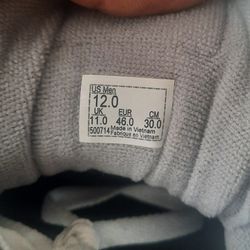 US Men
12.0
UK EUR CM
11.0 46.0 30.0
500714 Made in Vietnam
Fabriqué en Vietnam